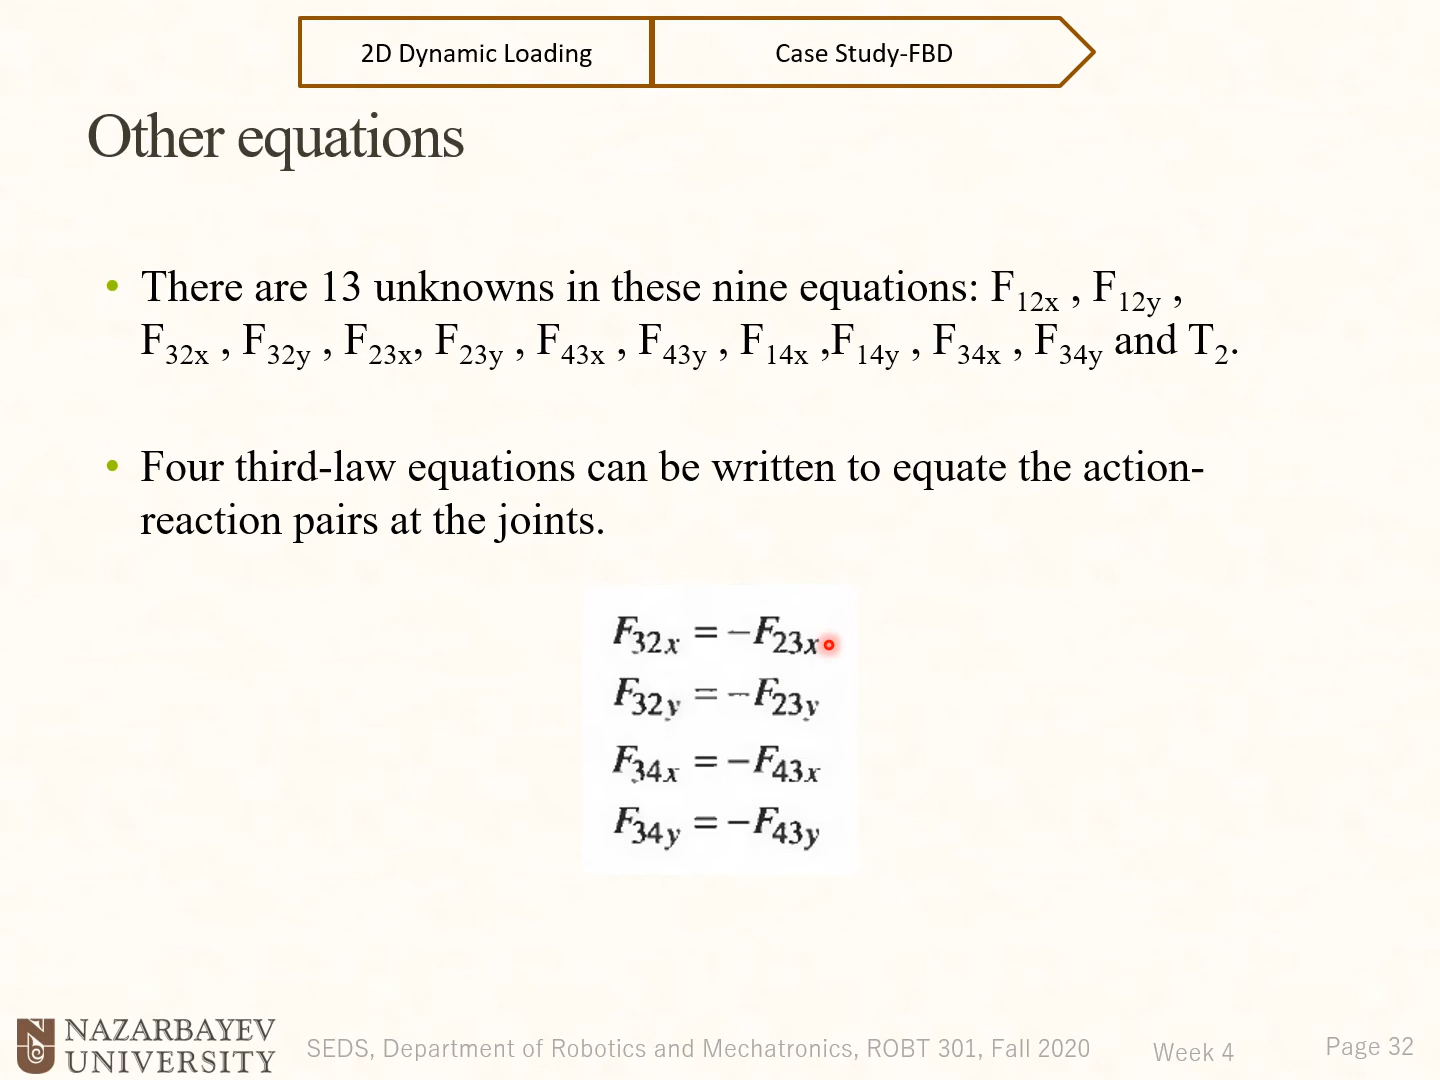 2D Dynamic Loading
Case Study-FBD
Other equations
• There are 13 unknowns in these nine equations: F12x , F12y ,
F32x , F32y , F23x, F23y , F43x , F43y , F14x ,F14y , F34x , F34y and T2.
• Four third-law equations can be written to equate the action-
reaction pairs at the joints.
F32x = −F23x
F32y = −F23y
F34x = −F43x
F34y = −F43y
NAZARBAYEV
UNIVERSITY
SEDS, Department of Robotics and Mechatronics, ROBT 301, Fall 2020
Week 4
Page 32